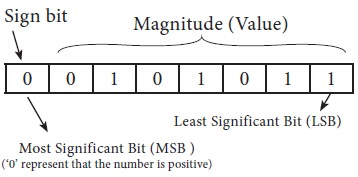 Sign bit
Magnitude (Value)
0 0 1 0 1 0 1 1
Least Significant Bit (LSB)
Most Significant Bit (MSB )
(‘0’ represent that the number is positive)